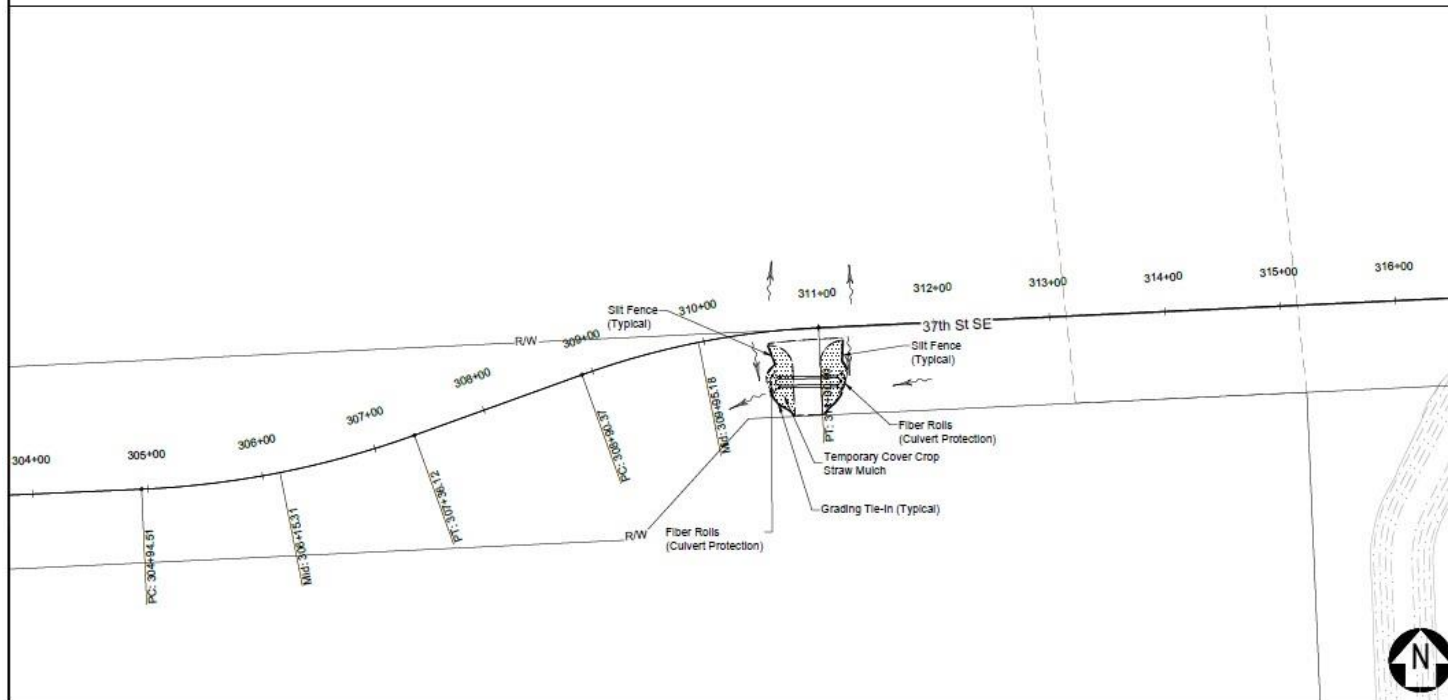 304+00
305+00
306+00
307+00
308+00
309+00
310+00
311+00
312+00
313+00
314+00
315+00
316+00
R/W
37th St SE
Silt Fence
(Typical)
Silt Fence
(Typical)
Fiber Rolls
(Culvert Protection)
Temporary Cover Crop
Straw Mulch
Grading Tie-In (Typical)
R/W
Fiber Rolls
(Culvert Protection)
PC: 304+94.51
Mid: 306+15.31
PT: 307+36.12
PC: 308+90.37
Mid: 309+95.18
PT:
N